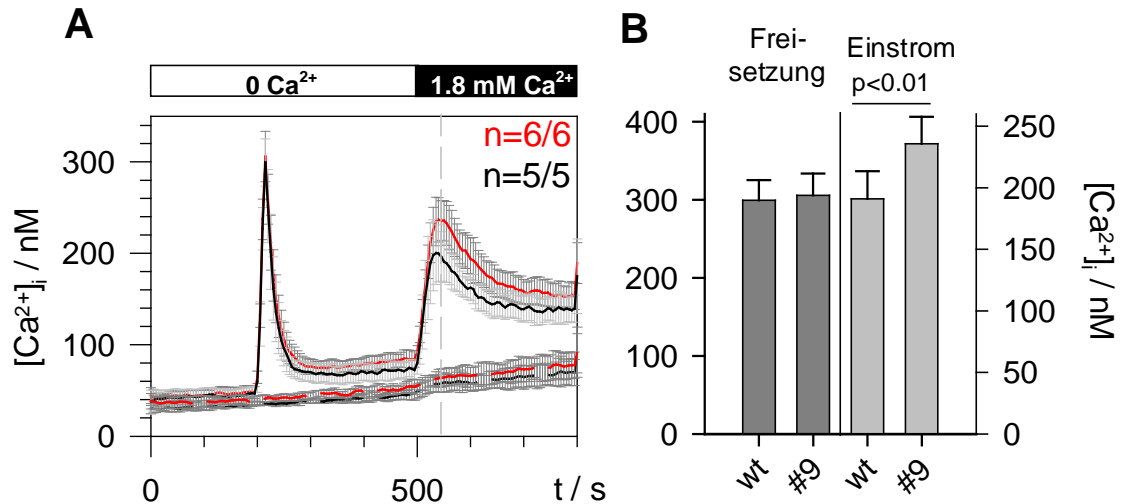 A
0 Ca²⁺
1.8 mM Ca²⁺
n=6/6
n=5/5
300
200
100
0
[Ca²⁺]ᵢ / nM
0
500
t / s
B
Frei-
setzung
Einstrom
p<0.01
400
300
200
100
0
250
200
150
100
50
0
[Ca²⁺]ᵢ / nM
wt
#9
wt
#9